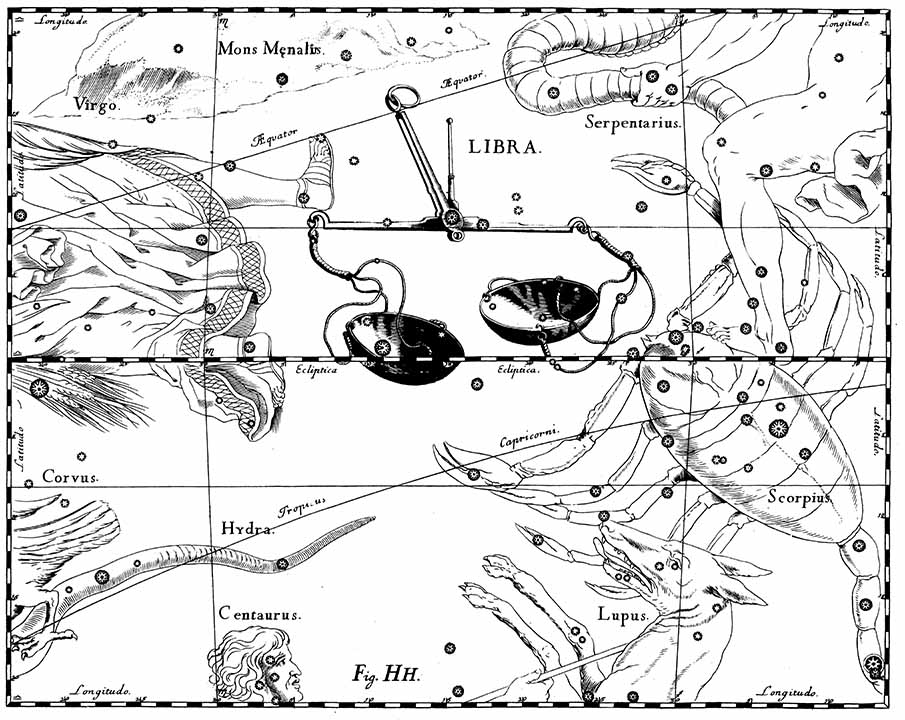 Longitudo.
Longitudo.
Mons Męnalis.
Æquator.
Virgo.
Serpentarius.
Æquator
LIBRA.
Latitudo
Latitudo.
Ecliptica
Ecliptica.
Capricorni.
Latitudo
Latitudo.
Corvus.
Scorpius.
Tropicus
Hydra.
Centaurus.
Lupus.
Fig. HH.
Longitudo.
Longitudo.